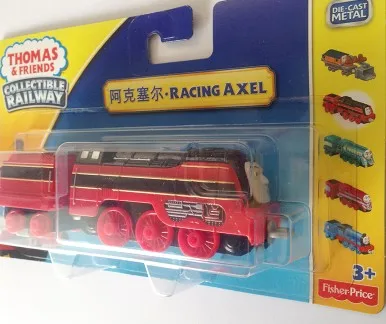 THOMAS
& FRIENDS
COLLECTIBLE
RAILWAY
阿克塞尔·RACING AXEL
DIE-CAST
METAL
3+
Fisher-Price